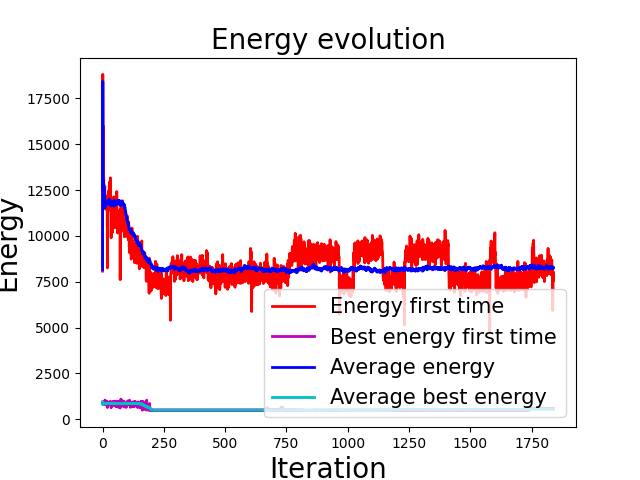 Energy evolution
Energy
17500
15000
12500
10000
7500
5000
2500
0
Energy first time
Best energy first time
Average energy
Average best energy
0 250 500 750 1000 1250 1500 1750
Iteration